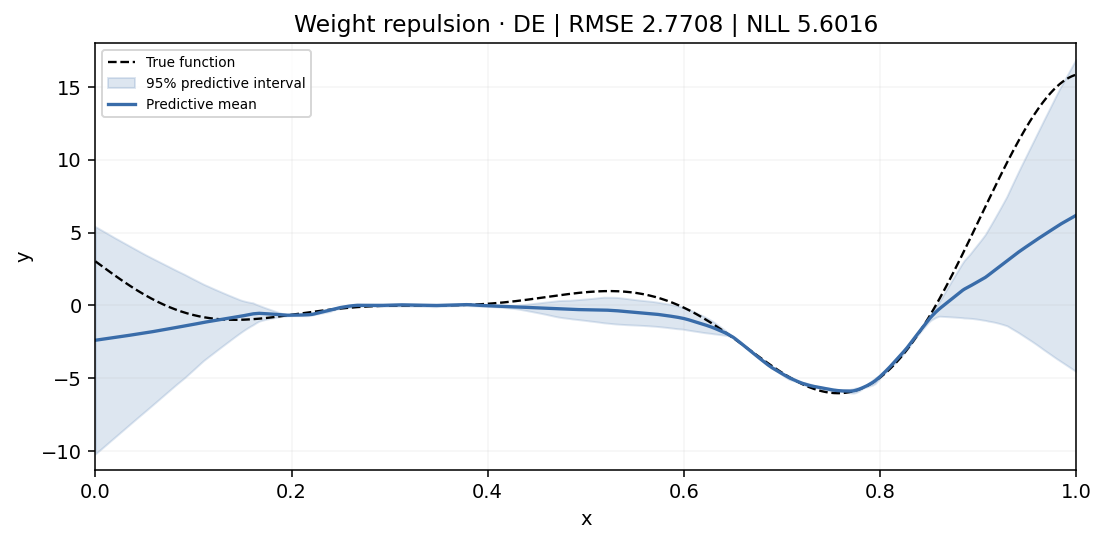 Weight repulsion · DE | RMSE 2.7708 | NLL 5.6016
True function
95% predictive interval
Predictive mean
15
10
5
0
−5
−10
y
0.0 0.2 0.4 0.6 0.8 1.0
x